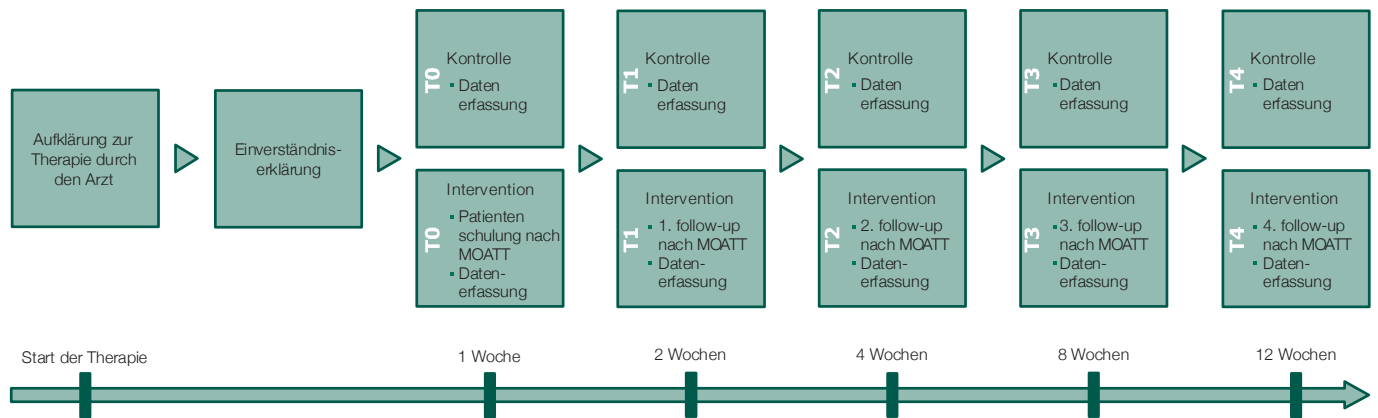 Aufklärung zur
Therapie durch
den Arzt
Einverständnis-
erklärung
T0
Kontrolle
▪ Daten
erfassung
T0
Intervention
▪ Patienten
schulung nach
MOATT
▪ Daten-
erfassung
T1
Kontrolle
▪ Daten
erfassung
T1
Intervention
▪ 1. follow-up
nach MOATT
▪ Daten-
erfassung
T2
Kontrolle
▪ Daten
erfassung
T2
Intervention
▪ 2. follow-up
nach MOATT
▪ Daten-
erfassung
T3
Kontrolle
▪ Daten
erfassung
T3
Intervention
▪ 3. follow-up
nach MOATT
▪ Daten-
erfassung
T4
Kontrolle
▪ Daten
erfassung
T4
Intervention
▪ 4. follow-up
nach MOATT
▪ Daten-
erfassung
Start der Therapie
1 Woche
2 Wochen
4 Wochen
8 Wochen
12 Wochen